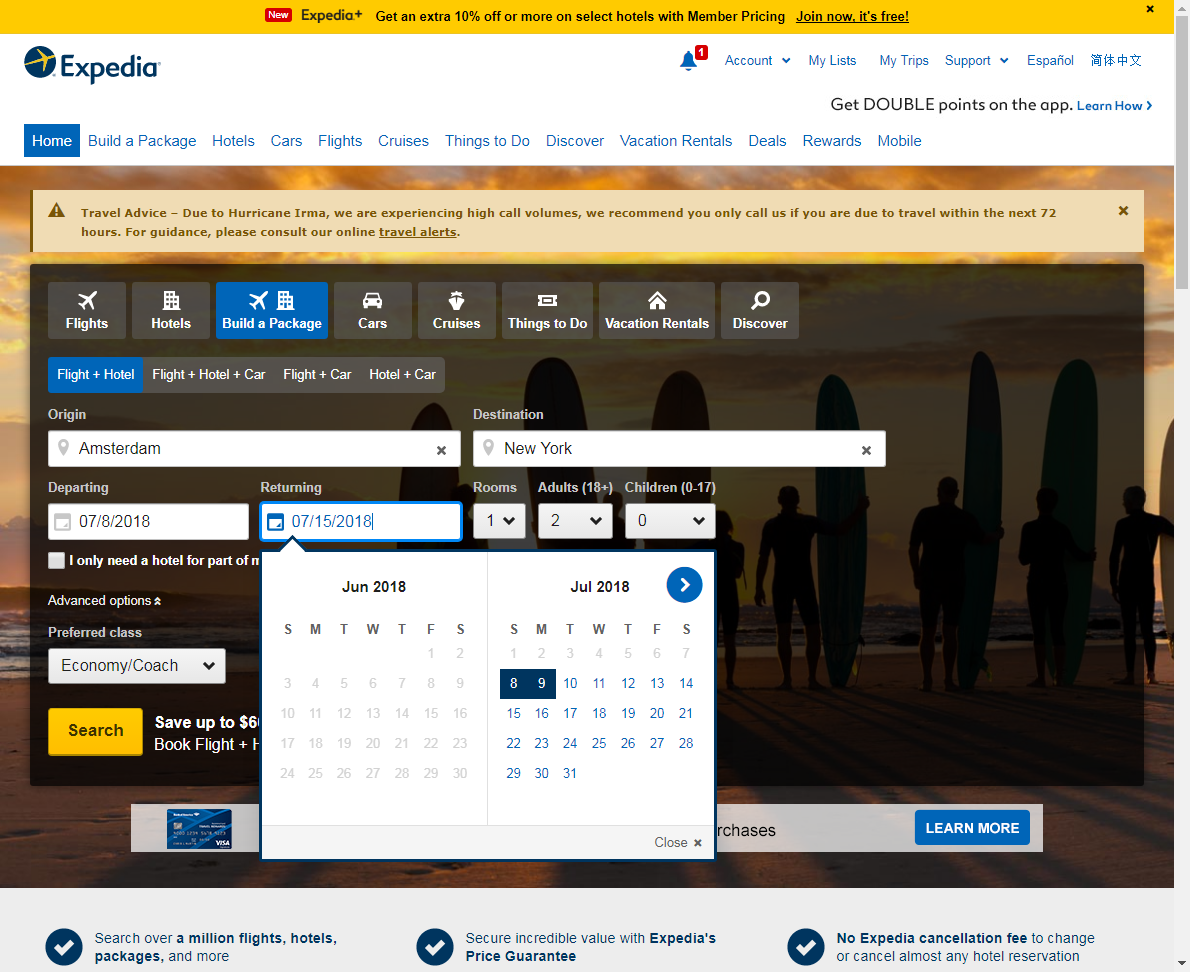 New Expedia+ Get an extra 10% off or more on select hotels with Member Pricing Join now, it's free!
Expedia
1 Account My Lists My Trips Support Español 简体中文
Get DOUBLE points on the app. Learn How
Home Build a Package Hotels Cars Flights Cruises Things to Do Discover Vacation Rentals Deals Rewards Mobile
Travel Advice – Due to Hurricane Irma, we are experiencing high call volumes, we recommend you only call us if you are due to travel within the next 72
hours. For guidance, please consult our online travel alerts.
Flights Hotels Build a Package Cars Cruises Things to Do Vacation Rentals Discover
Flight + Hotel Flight + Hotel + Car Flight + Car Hotel + Car
Origin Destination
Amsterdam New York
Departing Returning Rooms Adults (18+) Children (0-17)
07/8/2018 07/15/2018 1 2 0
I only need a hotel for part of m
Advanced options
Preferred class
Economy/Coach
Search
Save up to $6
Book Flight + H
Jun 2018
S M T W T F S
1 2
3 4 5 6 7 8 9
10 11 12 13 14 15 16
17 18 19 20 21 22 23
24 25 26 27 28 29 30
Jul 2018
S M T W T F S
1 2 3 4 5 6 7
8 9 10 11 12 13 14
15 16 17 18 19 20 21
22 23 24 25 26 27 28
29 30 31
Close
VISA
rchases
LEARN MORE
Search over a million flights, hotels,
packages, and more
Secure incredible value with Expedia's
Price Guarantee
No Expedia cancellation fee to change
or cancel almost any hotel reservation